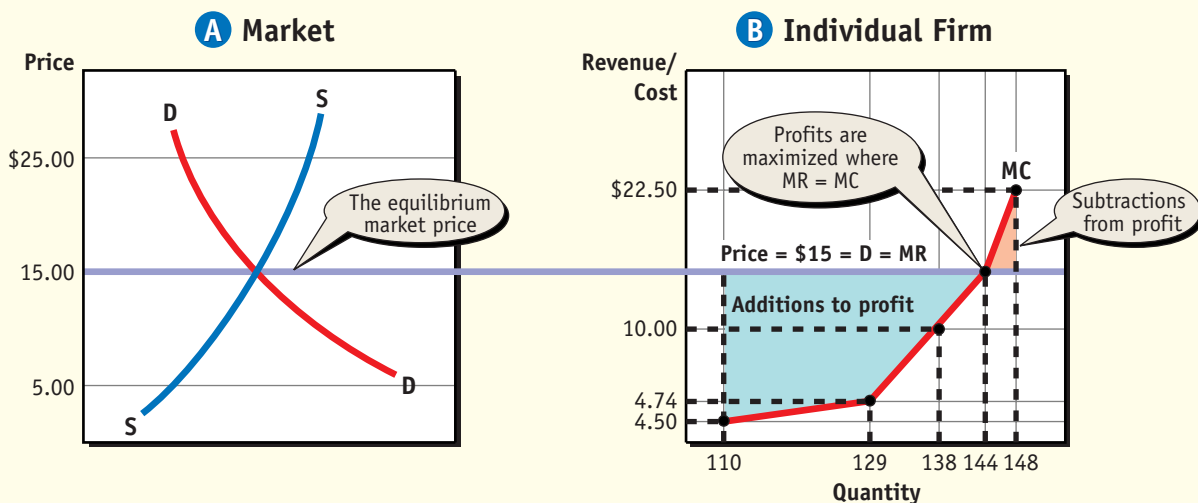 A Market
Price
D
S
$25.00
The equilibrium
market price
15.00
5.00
S
D
B Individual Firm
Revenue/
Cost
Profits are
maximized where
MR = MC
MC
$22.50
Subtractions
from profit
Price = $15 = D = MR
Additions to profit
10.00
4.74
4.50
110 129 138 144 148
Quantity